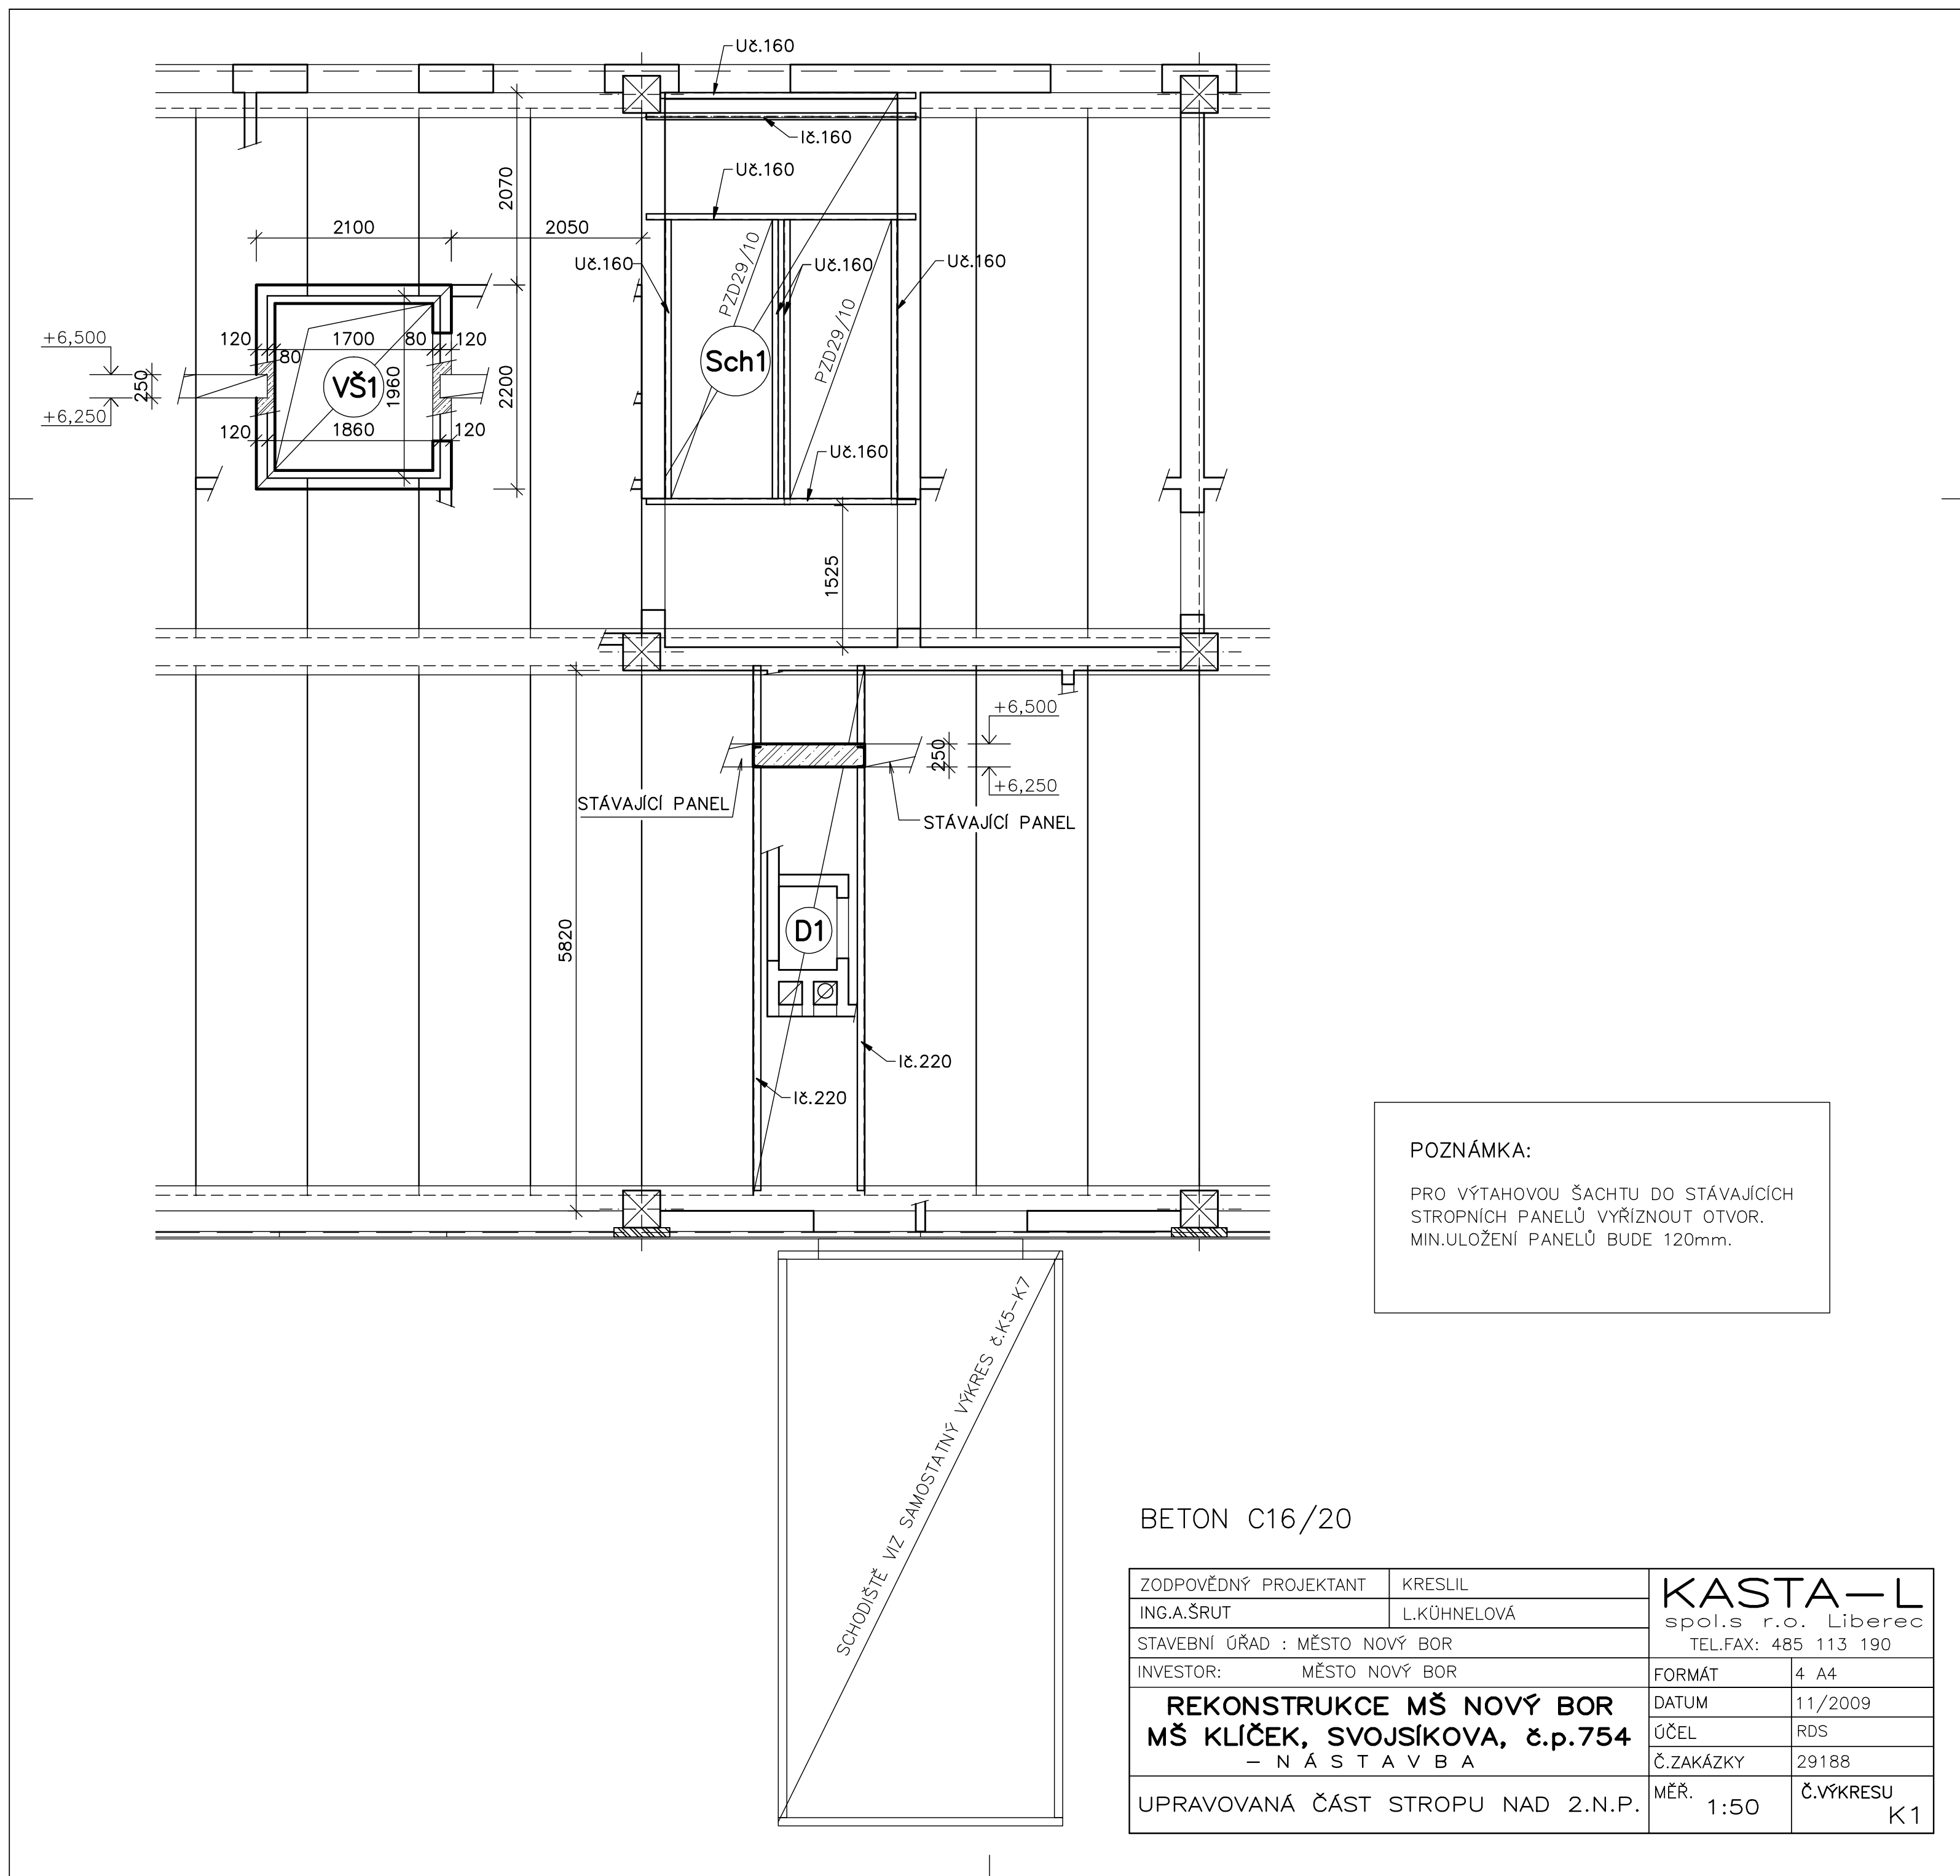 Uč.160
Ič.160
Uč.160
2070
2100
2050
Uč.160
PZD29/10
Uč.160
Uč.160
+6,500
250
+6,250
120
80
1700
80
120
VŠ1
1960
2200
120
1860
120
Sch1
PZD29/10
Uč.160
1525
+6,500
250
+6,250
STÁVAJÍCÍ PANEL
STÁVAJÍCÍ PANEL
5820
D1
Ič.220
Ič.220
POZNÁMKA:
PRO VÝTAHOVOU ŠACHTU DO STÁVAJÍCÍCH
STROPNÍCH PANELŮ VYŘÍZNOUT OTVOR.
MIN.ULOŽENÍ PANELŮ BUDE 120mm.
SCHODIŠTĚ VIZ SAMOSTATNÝ VÝKRES č.K5-K7
BETON C16/20
ZODPOVĚDNÝ PROJEKTANT KRESLIL
ING.A.ŠRUT L.KÜHNELOVÁ
STAVEBNÍ ÚŘAD : MĚSTO NOVÝ BOR
INVESTOR: MĚSTO NOVÝ BOR
REKONSTRUKCE MŠ NOVÝ BOR
MŠ KLÍČEK, SVOJSÍKOVA, č.p.754
- N Á S T A V B A
UPRAVOVANÁ ČÁST STROPU NAD 2.N.P.
KASTA-L
spol.s r.o. Liberec
TEL.FAX: 485 113 190
FORMÁT 4 A4
DATUM 11/2009
ÚČEL RDS
Č.ZAKÁZKY 29188
MĚŘ. 1:50
Č.VÝKRESU
K1